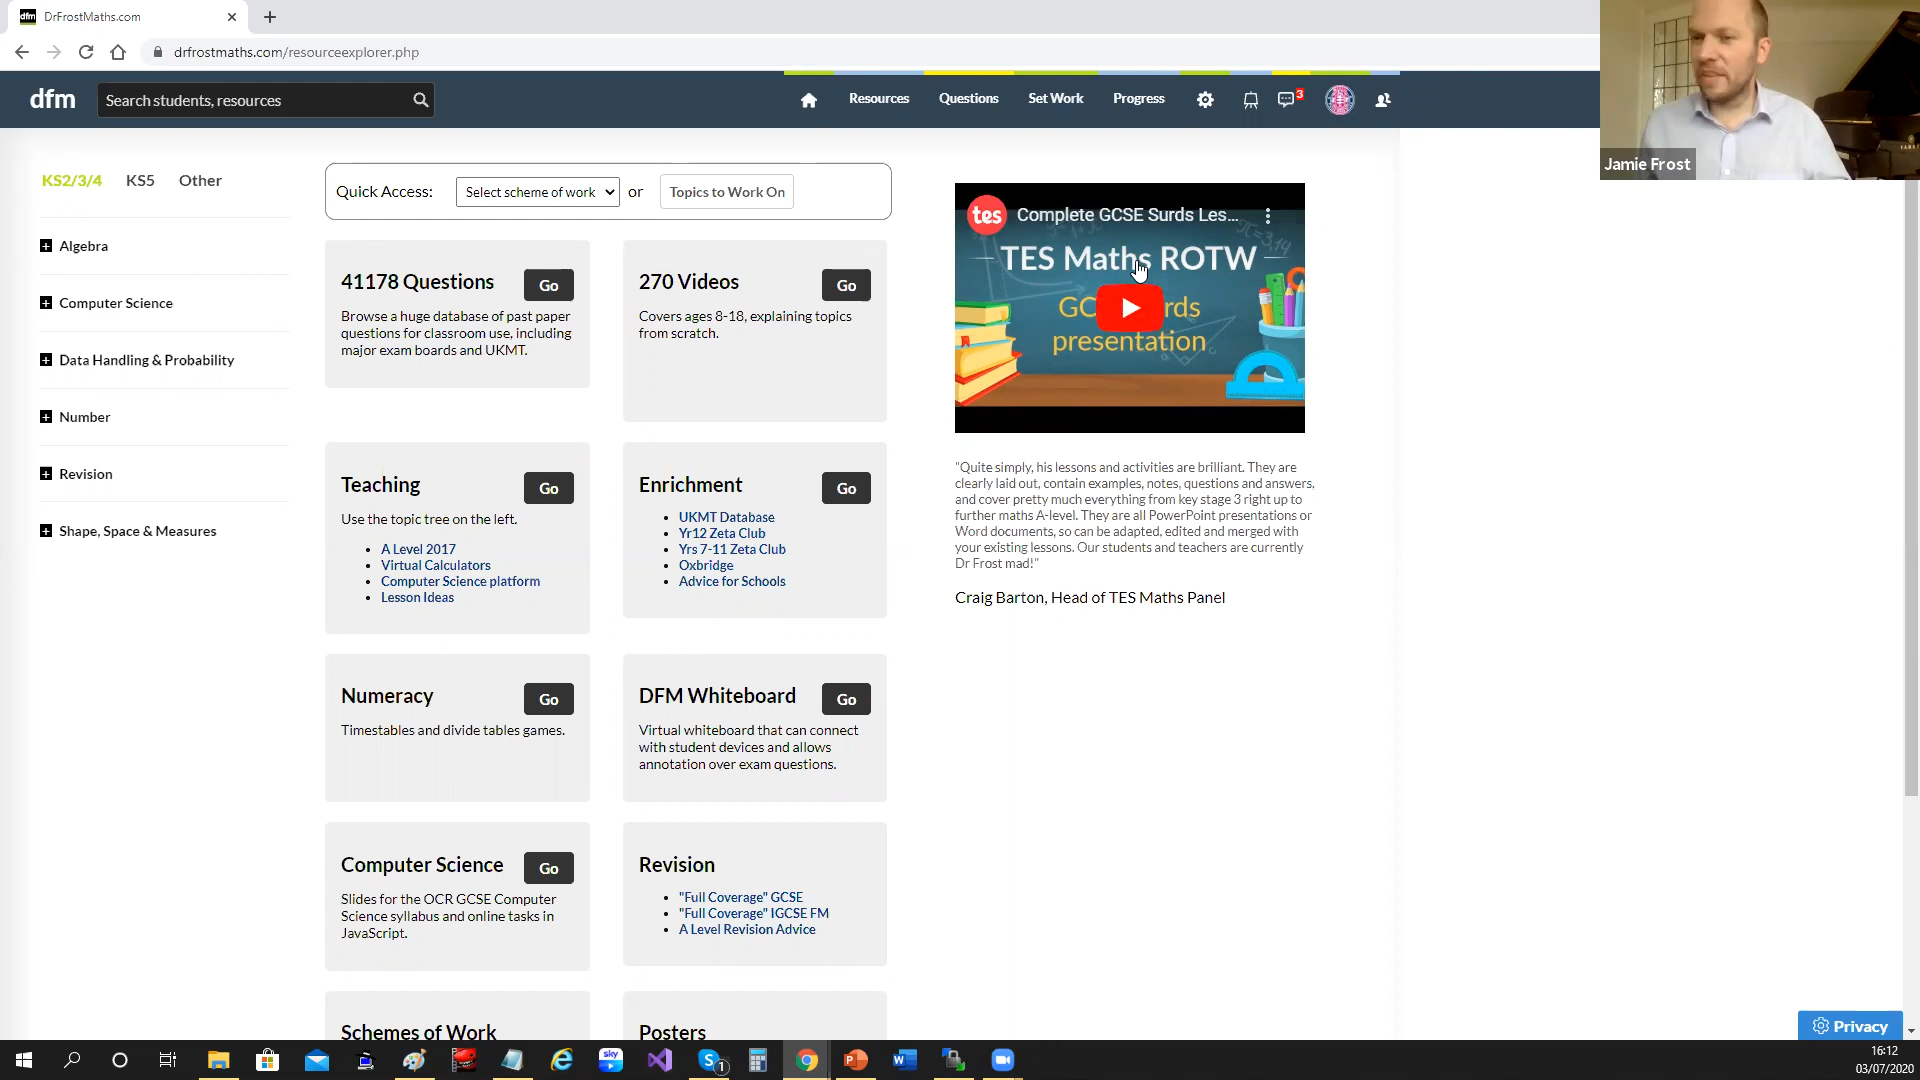 dfm DrFrostMaths.com
drfrostmaths.com/resourceexplorer.php
dfm
Search students, resources
Resources
Questions
Set Work
Progress
3
Jamie Frost
KS2/3/4
KS5
Other
Algebra
Computer Science
Data Handling & Probability
Number
Revision
Shape, Space & Measures
Quick Access:
Select scheme of work
or
Topics to Work On
41178 Questions
Go
Browse a huge database of past paper
questions for classroom use, including
major exam boards and UKMT.
270 Videos
Go
Covers ages 8-18, explaining topics
from scratch.
Teaching
Go
Use the topic tree on the left.
A Level 2017
Virtual Calculators
Computer Science platform
Lesson Ideas
Enrichment
Go
UKMT Database
Yr12 Zeta Club
Yrs 7-11 Zeta Club
Oxbridge
Advice for Schools
Numeracy
Go
Timestables and divide tables games.
DFM Whiteboard
Go
Virtual whiteboard that can connect
with student devices and allows
annotation over exam questions.
Computer Science
Go
Slides for the OCR GCSE Computer
Science syllabus and online tasks in
JavaScript.
Revision
"Full Coverage" GCSE
"Full Coverage" IGCSE FM
A Level Revision Advice
Schemes of Work
Posters
tes
Complete GCSE Surds Les...
TES Maths ROTW
presentation
"Quite simply, his lessons and activities are brilliant. They are
clearly laid out, contain examples, notes, questions and answers,
and cover pretty much everything from key stage 3 right up to
further maths A-level. They are all PowerPoint presentations or
Word documents, so can be adapted, edited and merged with
your existing lessons. Our students and teachers are currently
Dr Frost mad!"
Craig Barton, Head of TES Maths Panel
Privacy
sky
1
16:12
03/07/2020